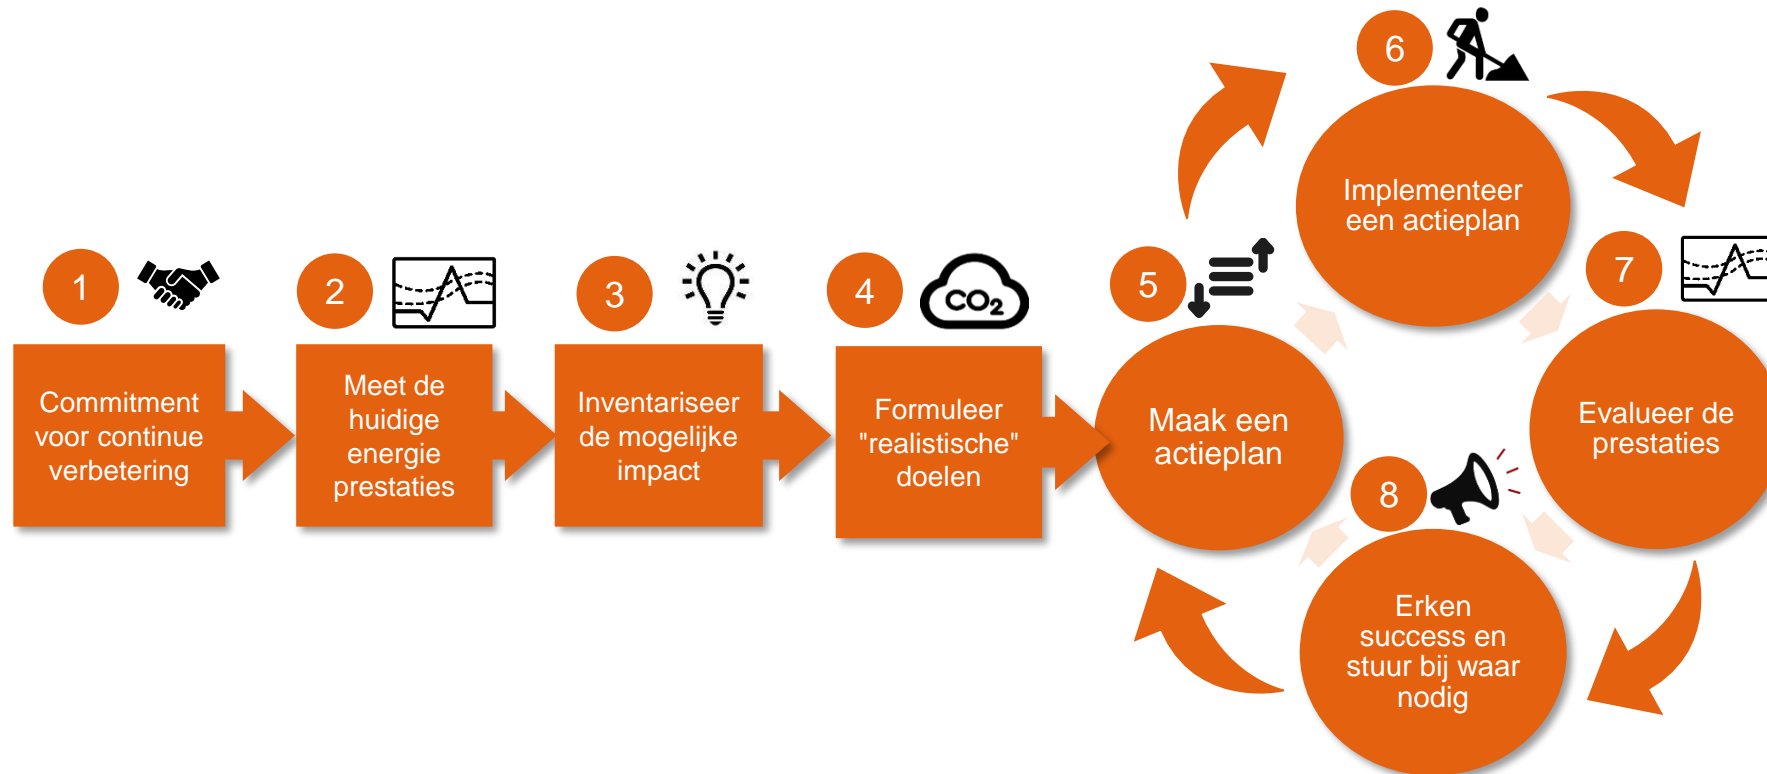 1
Commitment
voor continue
verbetering
2
Meet de
huidige
energie
prestaties
3
Inventariseer
de mogelijke
impact
4
CO₂
Formuleer
"realistische"
doelen
5
Maak een
actieplan
6
Implementeer
een actieplan
7
Evalueer de
prestaties
8
Erken
success en
stuur bij waar
nodig